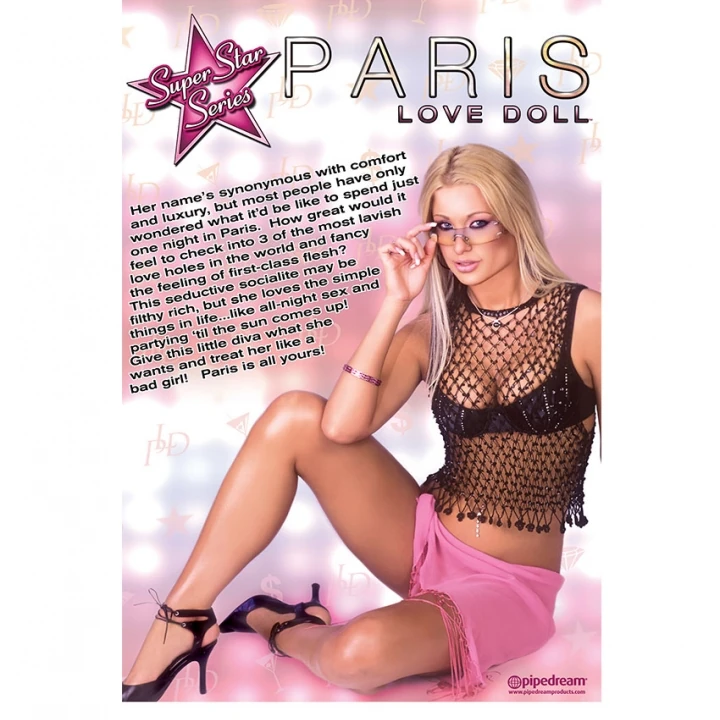 Super Star
Series
PARIS
LOVE DOLL™
Her name's synonymous with comfort
and luxury, but most people have only
wondered what it'd be like to spend just
one night in Paris. How great would it
feel to check into 3 of the most lavish
love holes in the world and fancy
the feeling of first-class flesh?
This seductive socialite may be
filthy rich, but she loves the simple
things in life...like all-night sex and
partying 'til the sun comes up!
Give this little diva what she
wants and treat her like a
bad girl! Paris is all yours!
pipedream®
www.pipedreamproducts.com